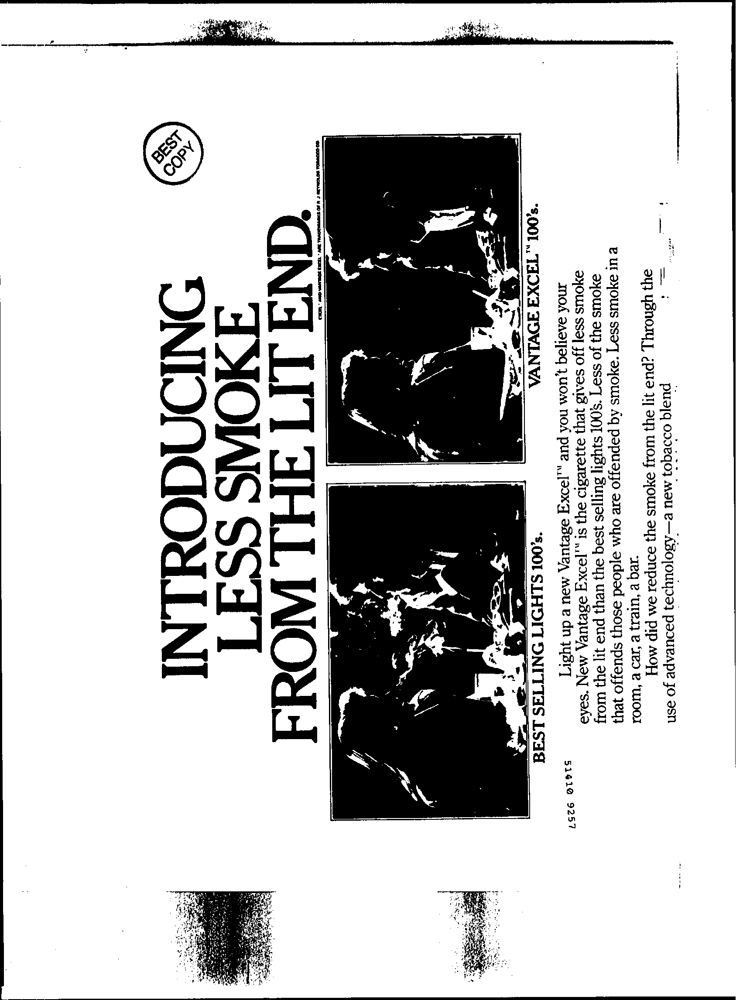 BEST
COPY
INTRODUCING
LESS SMOKE
FROM THE LIT END.
BEST SELLING LIGHTS 100's.
VANTAGE EXCEL™ 100's.
Light up a new Vantage Excel™ and you won't believe your
eyes. New Vantage Excel™ is the cigarette that gives off less smoke
from the lit end than the best selling lights 100's. Less of the smoke
that offends those people who are offended by smoke. Less smoke in a
room, a car, a train, a bar.
How did we reduce the smoke from the lit end? Through the
use of advanced technology—a new tobacco blend
51410 9257